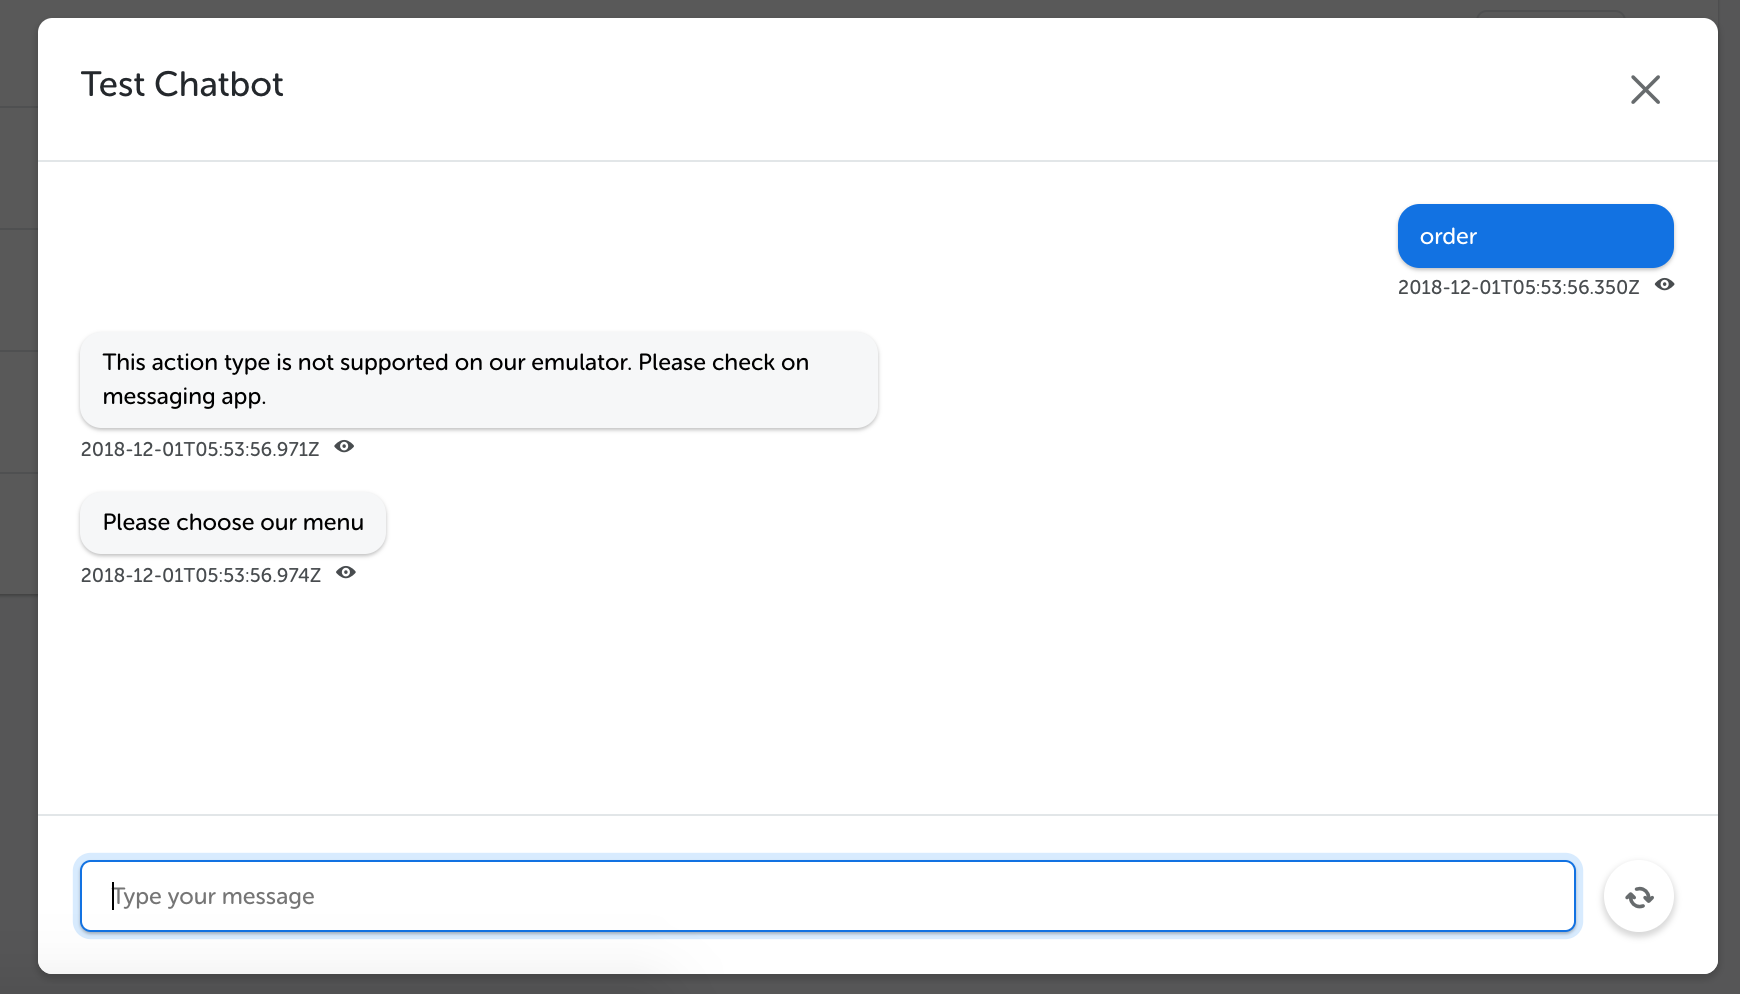 Test Chatbot
order
2018-12-01T05:53:56.350Z
This action type is not supported on our emulator. Please check on
messaging app.
2018-12-01T05:53:56.971Z
Please choose our menu
2018-12-01T05:53:56.974Z
Type your message